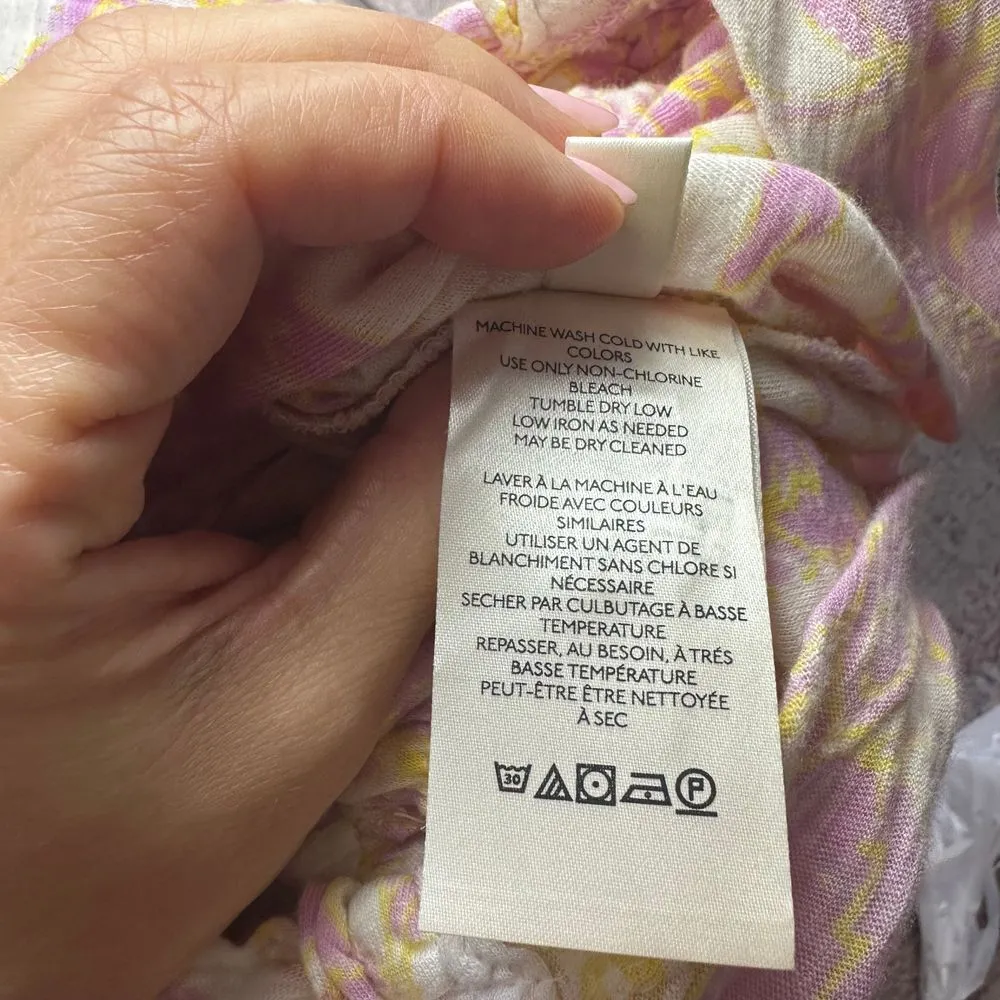 MACHINE WASH COLD WITH LIKE
COLORS
USE ONLY NON-CHLORINE
BLEACH
TUMBLE DRY LOW
LOW IRON AS NEEDED
MAY BE DRY CLEANED
LAVER À LA MACHINE À L'EAU
FROIDE AVEC COULEURS
SIMILAIRES
UTILISER UN AGENT DE
BLANCHIMENT SANS CHLORE SI
NÉCESSAIRE
SECHER PAR CULBUTAGE À BASSE
TEMPERATURE
REPASSER, AU BESOIN, À TRÉS
BASSE TEMPÉRATURE
PEUT-ÊTRE ÊTRE NETTOYÉE
À SEC
30 P